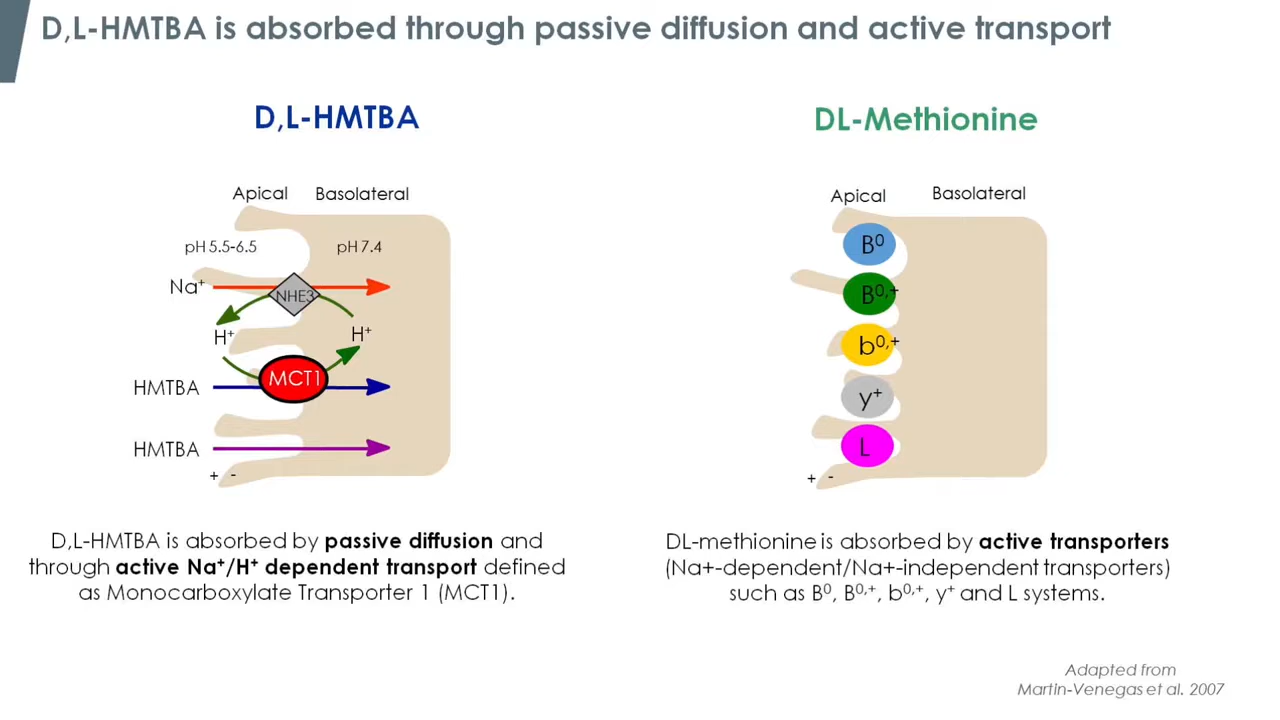 D,L-HMTBA is absorbed through passive diffusion and active transport
D,L-HMTBA
Apical Basolateral
pH 5.5-6.5 pH 7.4
Na⁺
NHE3
H⁺ H⁺
MCT1
HMTBA
HMTBA
+ -
D,L-HMTBA is absorbed by passive diffusion and
through active Na⁺/H⁺ dependent transport defined
as Monocarboxylate Transporter 1 (MCT1).
DL-Methionine
Apical Basolateral
B⁰
B⁰,⁺
b⁰,⁺
y⁺
L
+ -
DL-methionine is absorbed by active transporters
(Na+-dependent/Na+-independent transporters)
such as B⁰, B⁰,⁺, b⁰,⁺, y⁺ and L systems.
Adapted from
Martin-Venegas et al. 2007